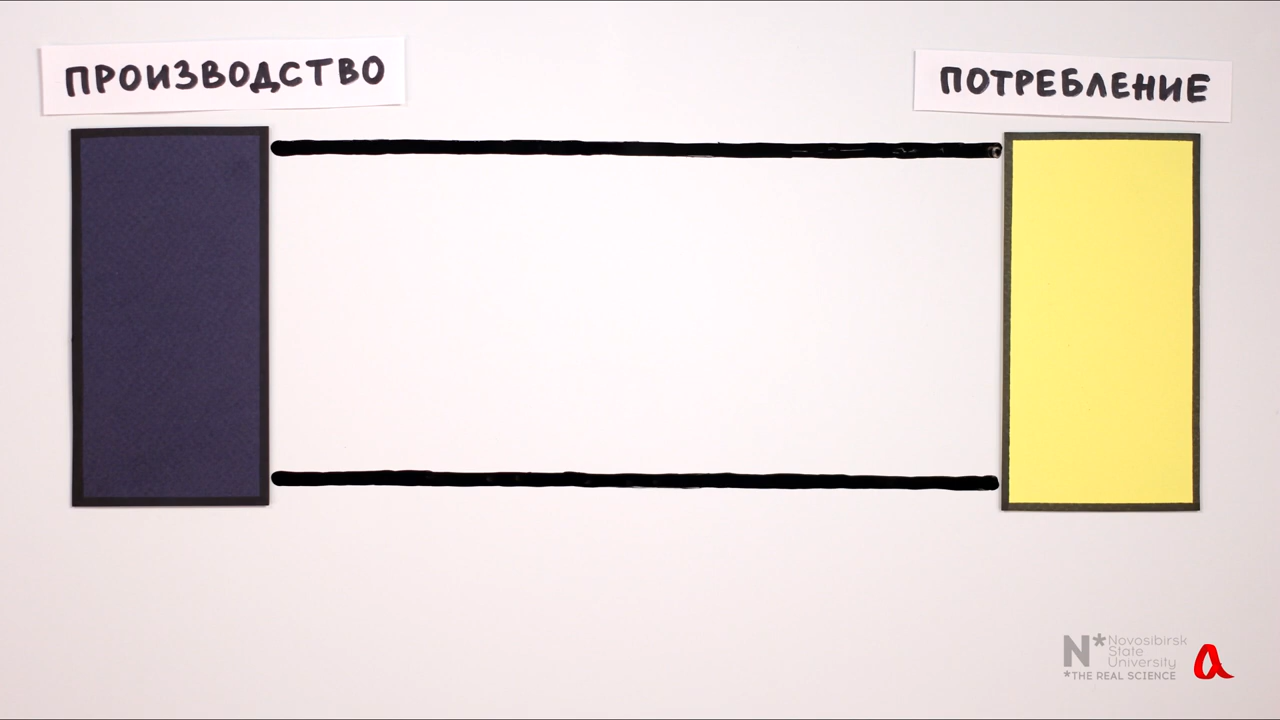 ПРОИЗВОДСТВО
ПОТРЕБЛЕНИЕ
N* Novosibirsk
State
University
*THE REAL SCIENCE
a